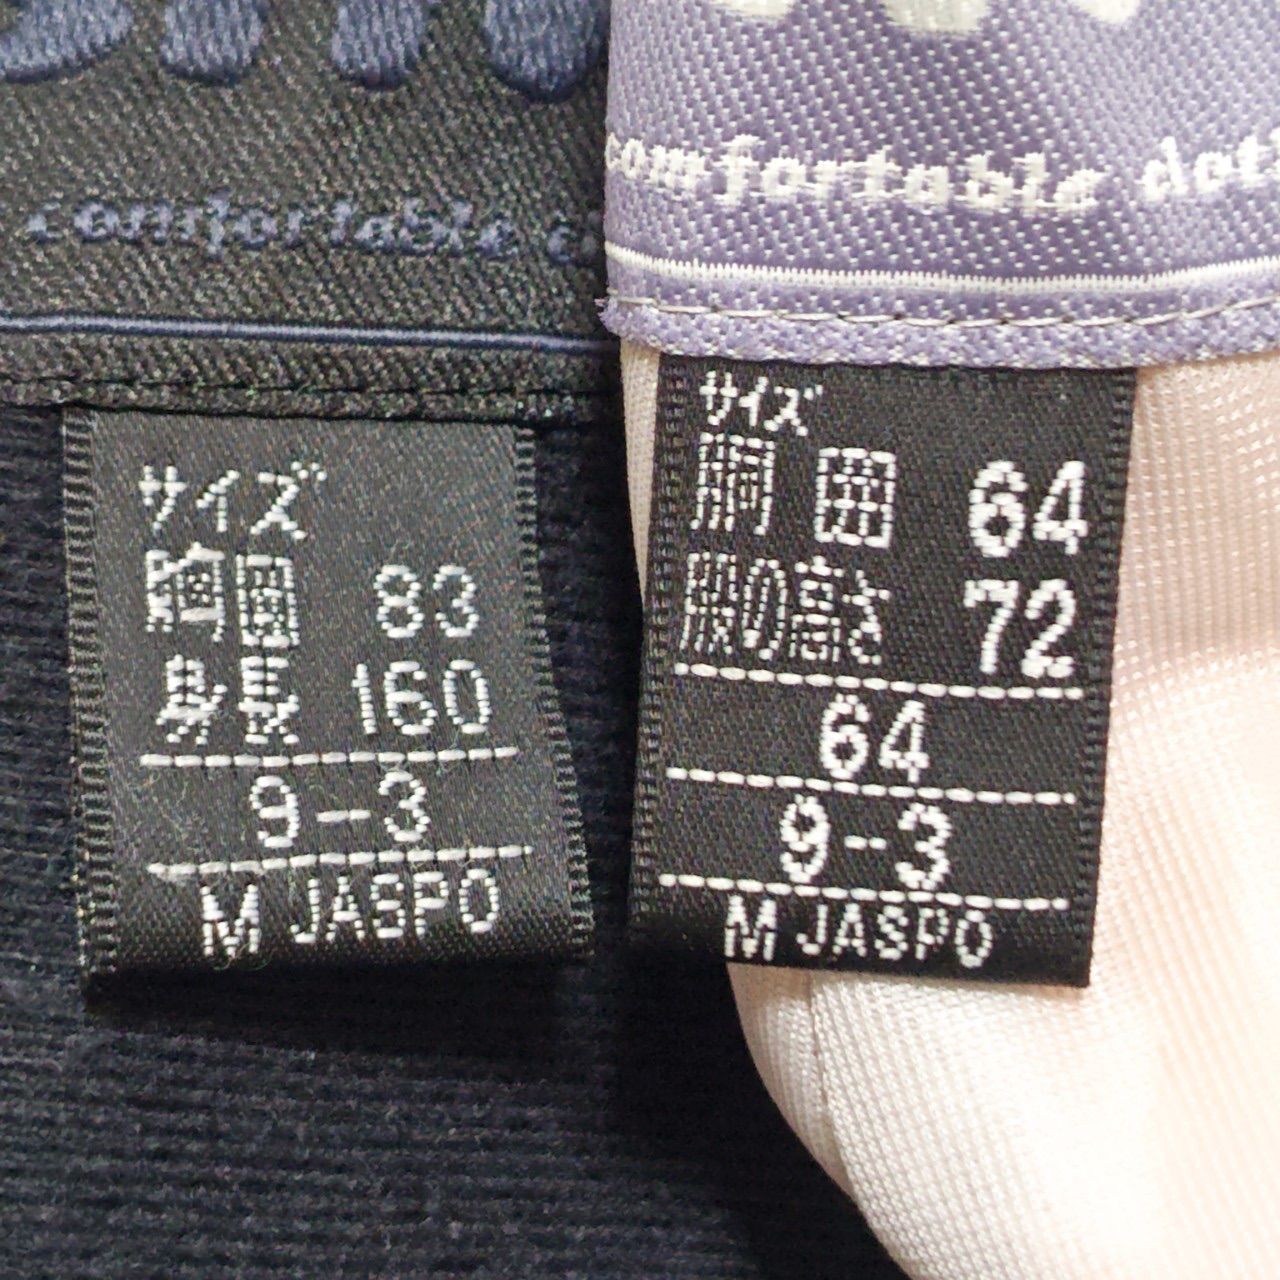 comfortable
サイズ
胸囲 83
身長 160
9-3
M JASPO
comfortable
サイズ
胴囲 64
股の高さ 72
64
9-3
M JASPO